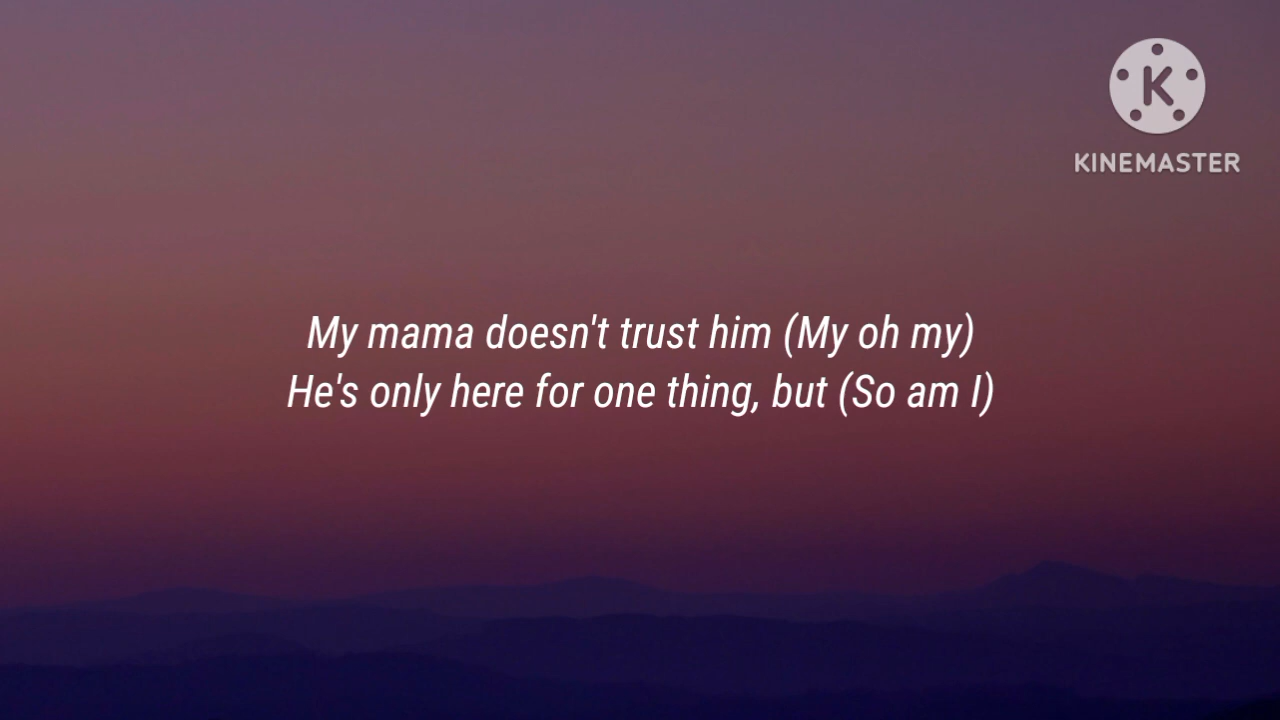 K
KINEMASTER
My mama doesn't trust him (My oh my)
He's only here for one thing, but (So am I)